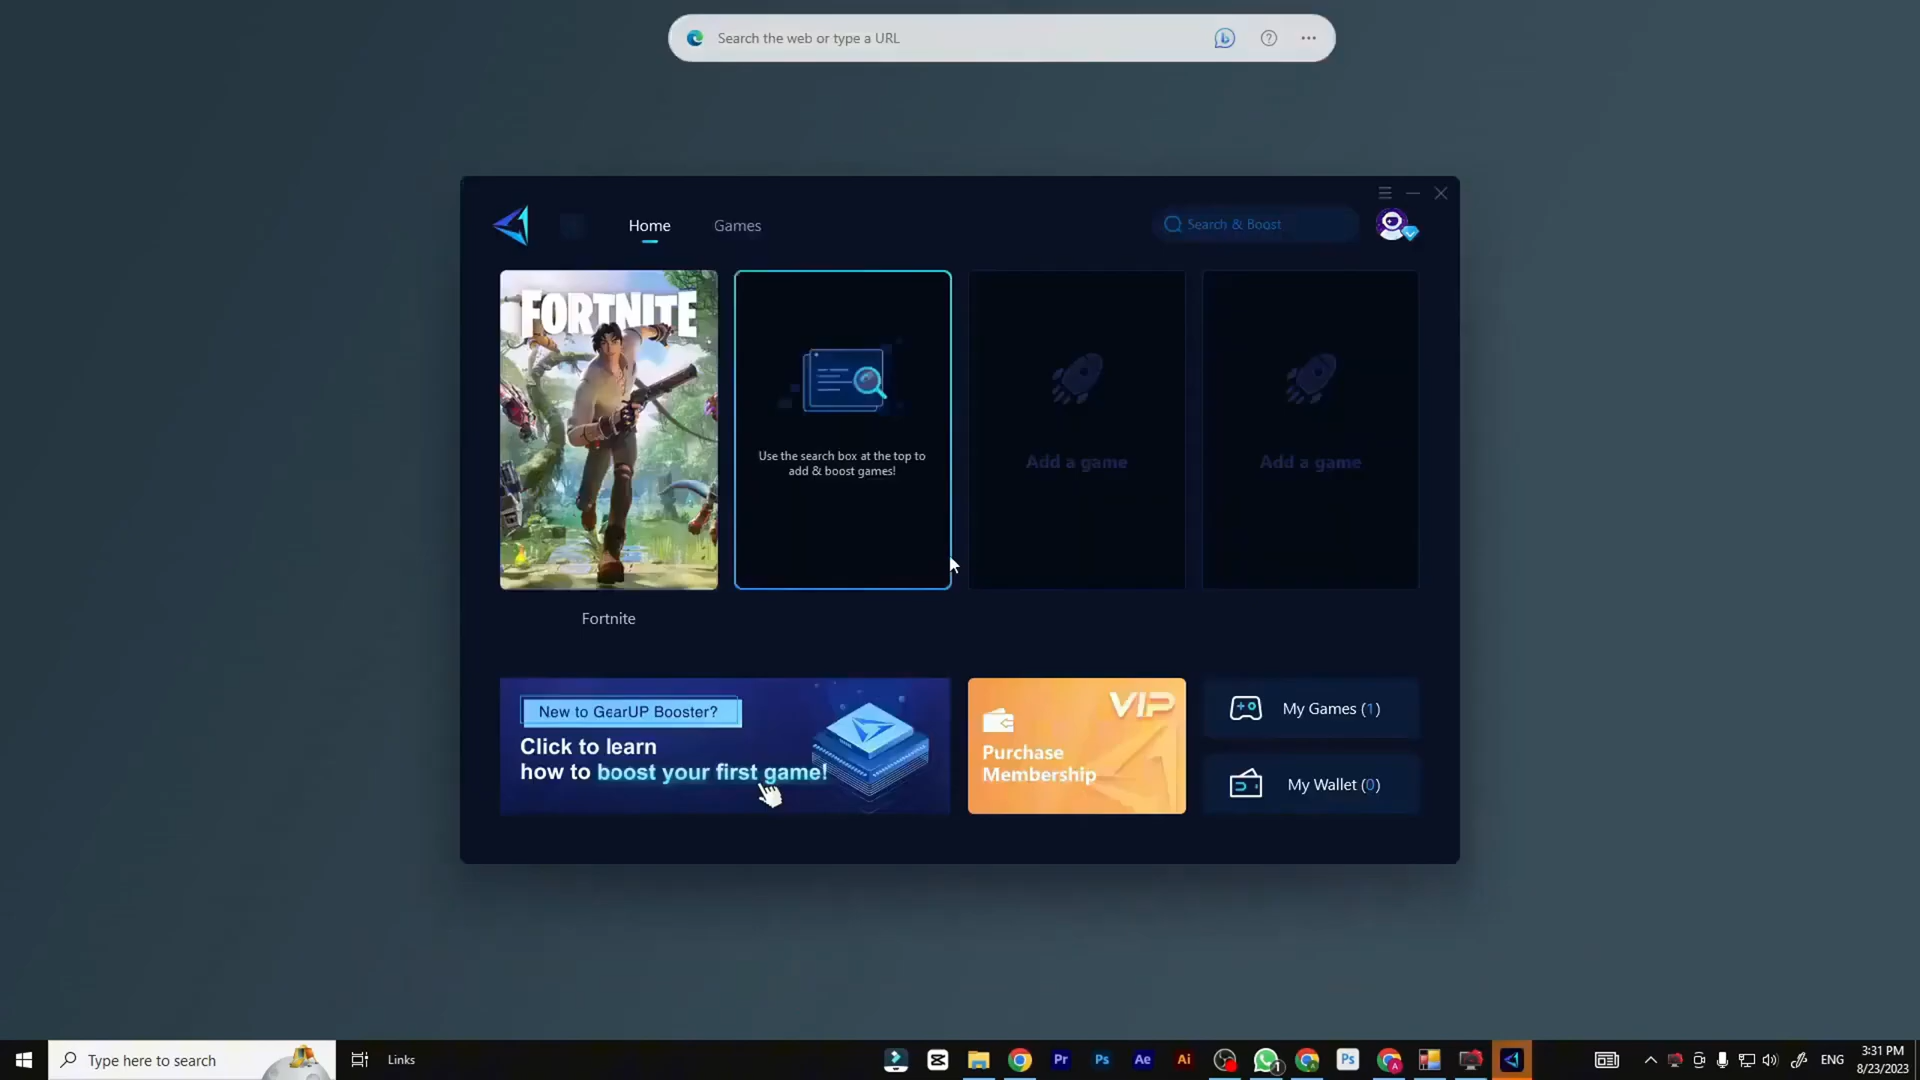 Search the web or type a URL
Home
Games
Search & Boost
FORTNITE
Use the search box at the top to
add & boost games!
Add a game
Add a game
Fortnite
New to GearUP Booster?
Click to learn
how to boost your first game!
VIP
Purchase
Membership
My Games (1)
My Wallet (0)
Type here to search
Links
Pr
Ps
Ae
Ai
1
Ps
A
ENG
3:31 PM
8/23/2023